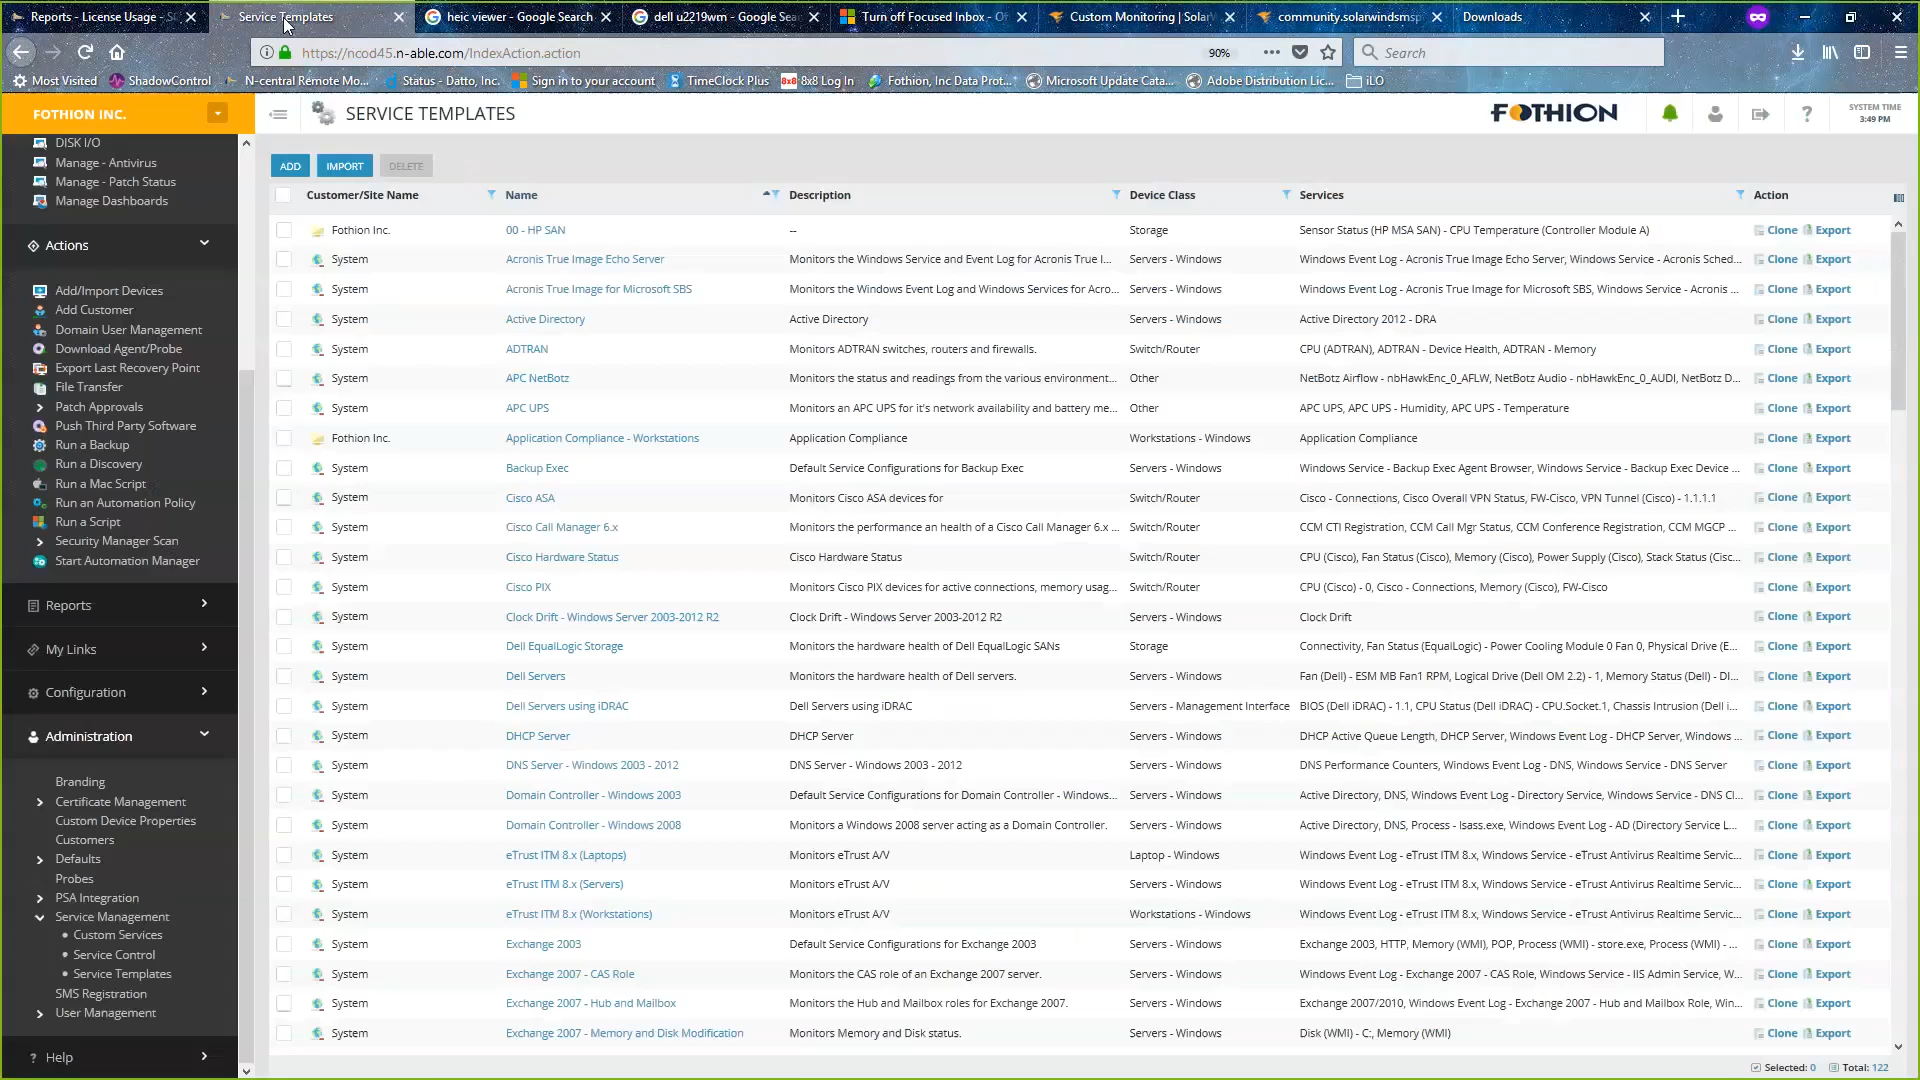 Reports - License Usage - S
Service Templates
heic viewer - Google Search
dell u2219wm - Google Sea
Turn off Focused Inbox - O
Custom Monitoring | SolarW
community.solarwindsmsp
Downloads
https://ncod45.n-able.com/IndexAction.action
90%
Search
Most Visited
ShadowControl
N-central Remote Mo...
Status - Datto, Inc.
Sign in to your account
TimeClock Plus
8x8 8x8 Log In
Fothion, Inc Data Prot...
Microsoft Update Cata...
Adobe Distribution Lic...
iLO
FOTHION INC.
SERVICE TEMPLATES
FOTHION
SYSTEM TIME
3:49 PM
DISK I/O
Manage - Antivirus
Manage - Patch Status
Manage Dashboards
Actions
Add/Import Devices
Add Customer
Domain User Management
Download Agent/Probe
Export Last Recovery Point
File Transfer
Patch Approvals
Push Third Party Software
Run a Backup
Run a Discovery
Run a Mac Script
Run an Automation Policy
Run a Script
Security Manager Scan
Start Automation Manager
Reports
My Links
Configuration
Administration
Branding
Certificate Management
Custom Device Properties
Customers
Defaults
Probes
PSA Integration
Service Management
• Custom Services
• Service Control
• Service Templates
SMS Registration
User Management
? Help
ADD IMPORT DELETE
Customer/Site Name Name Description Device Class Services Action
Fothion Inc. 00 - HP SAN -- Storage Sensor Status (HP MSA SAN) - CPU Temperature (Controller Module A) Clone Export
System Acronis True Image Echo Server Monitors the Windows Service and Event Log for Acronis True I... Servers - Windows Windows Event Log - Acronis True Image Echo Server, Windows Service - Acronis Sched... Clone Export
System Acronis True Image for Microsoft SBS Monitors the Windows Event Log and Windows Services for Acro... Servers - Windows Windows Event Log - Acronis True Image for Microsoft SBS, Windows Service - Acronis ... Clone Export
System Active Directory Active Directory Servers - Windows Active Directory 2012 - DRA Clone Export
System ADTRAN Monitors ADTRAN switches, routers and firewalls. Switch/Router CPU (ADTRAN), ADTRAN - Device Health, ADTRAN - Memory Clone Export
System APC NetBotz Monitors the status and readings from the various environment... Other NetBotz Airflow - nbHawkEnc_0_AFLW, NetBotz Audio - nbHawkEnc_0_AUDI, NetBotz D... Clone Export
System APC UPS Monitors an APC UPS for it's network availability and battery me... Other APC UPS, APC UPS - Humidity, APC UPS - Temperature Clone Export
Fothion Inc. Application Compliance - Workstations Application Compliance Workstations - Windows Application Compliance Clone Export
System Backup Exec Default Service Configurations for Backup Exec Servers - Windows Windows Service - Backup Exec Agent Browser, Windows Service - Backup Exec Device ... Clone Export
System Cisco ASA Monitors Cisco ASA devices for Switch/Router Cisco - Connections, Cisco Overall VPN Status, FW-Cisco, VPN Tunnel (Cisco) - 1.1.1.1 Clone Export
System Cisco Call Manager 6.x Monitors the performance an health of a Cisco Call Manager 6.x ... Switch/Router CCM CTI Registration, CCM Call Mgr Status, CCM Conference Registration, CCM MGCP ... Clone Export
System Cisco Hardware Status Cisco Hardware Status Switch/Router CPU (Cisco), Fan Status (Cisco), Memory (Cisco), Power Supply (Cisco), Stack Status (Cisc... Clone Export
System Cisco PIX Monitors Cisco PIX devices for active connections, memory usag... Switch/Router CPU (Cisco) - 0, Cisco - Connections, Memory (Cisco), FW-Cisco Clone Export
System Clock Drift - Windows Server 2003-2012 R2 Clock Drift - Windows Server 2003-2012 R2 Servers - Windows Clock Drift Clone Export
System Dell EqualLogic Storage Monitors the hardware health of Dell EqualLogic SANs Storage Connectivity, Fan Status (EqualLogic) - Power Cooling Module 0 Fan 0, Physical Drive (E... Clone Export
System Dell Servers Monitors the hardware health of Dell servers. Servers - Windows Fan (Dell) - ESM MB Fan1 RPM, Logical Drive (Dell OM 2.2) - 1, Memory Status (Dell) - DI... Clone Export
System Dell Servers using iDRAC Dell Servers using iDRAC Servers - Management Interface BIOS (Dell iDRAC) - 1.1, CPU Status (Dell iDRAC) - CPU.Socket.1, Chassis Intrusion (Dell i... Clone Export
System DHCP Server DHCP Server Servers - Windows DHCP Active Queue Length, DHCP Server, Windows Event Log - DHCP Server, Windows ... Clone Export
System DNS Server - Windows 2003 - 2012 DNS Server - Windows 2003 - 2012 Servers - Windows DNS Performance Counters, Windows Event Log - DNS, Windows Service - DNS Server Clone Export
System Domain Controller - Windows 2003 Default Service Configurations for Domain Controller - Windows... Servers - Windows Active Directory, DNS, Windows Event Log - Directory Service, Windows Service - DNS Cl... Clone Export
System Domain Controller - Windows 2008 Monitors a Windows 2008 server acting as a Domain Controller. Servers - Windows Active Directory, DNS, Process - lsass.exe, Windows Event Log - AD (Directory Service L... Clone Export
System eTrust ITM 8.x (Laptops) Monitors eTrust A/V Laptop - Windows Windows Event Log - eTrust ITM 8.x, Windows Service - eTrust Antivirus Realtime Servic... Clone Export
System eTrust ITM 8.x (Servers) Monitors eTrust A/V Servers - Windows Windows Event Log - eTrust ITM 8.x, Windows Service - eTrust Antivirus Realtime Servic... Clone Export
System eTrust ITM 8.x (Workstations) Monitors eTrust A/V Workstations - Windows Windows Event Log - eTrust ITM 8.x, Windows Service - eTrust Antivirus Realtime Servic... Clone Export
System Exchange 2003 Default Service Configurations for Exchange 2003 Servers - Windows Exchange 2003, HTTP, Memory (WMI), POP, Process (WMI) - store.exe, Process (WMI) - ... Clone Export
System Exchange 2007 - CAS Role Monitors the CAS role of an Exchange 2007 server. Servers - Windows Windows Event Log - Exchange 2007 - CAS Role, Windows Service - IIS Admin Service, W... Clone Export
System Exchange 2007 - Hub and Mailbox Monitors the Hub and Mailbox roles for Exchange 2007. Servers - Windows Exchange 2007/2010, Windows Event Log - Exchange 2007 - Hub and Mailbox Role, Win... Clone Export
System Exchange 2007 - Memory and Disk Modification Monitors Memory and Disk status. Servers - Windows Disk (WMI) - C:, Memory (WMI) Clone Export
Selected: 0 Total: 122